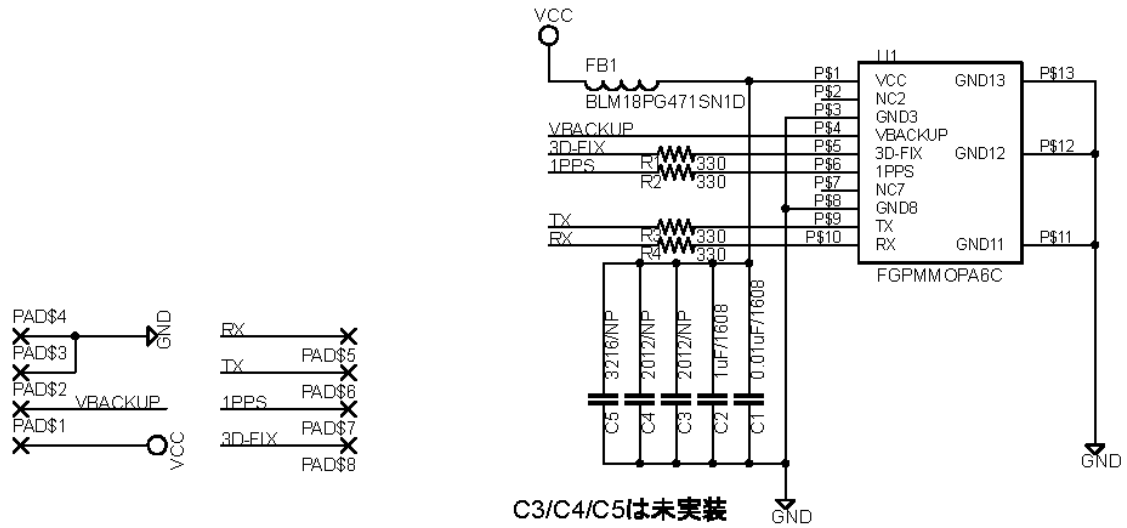 VCC
FB1
BLM18PG471SN1D
U1
P$1 VCC GND13 P$13
P$2 NC2
P$3 GND3
VBACKUP P$4 VBACKUP
3D-FIX R1 330 P$5 3D-FIX GND12 P$12
1PPS R2 330 P$6 1PPS
P$7 NC7
P$8 GND8
TX R3 330 P$9 TX
RX R4 330 P$10 RX GND11 P$11
FGPMMOPA6C
3216/NP 2012/NP 2012/NP 1uF/1608 0.01uF/1608
C5 C4 C3 C2 C1
GND
GND
C3/C4/C5は未実装
PAD$4 GND
PAD$3
PAD$2 VBACKUP
PAD$1 VCC
RX PAD$5
TX PAD$6
1PPS PAD$7
3D-FIX PAD$8